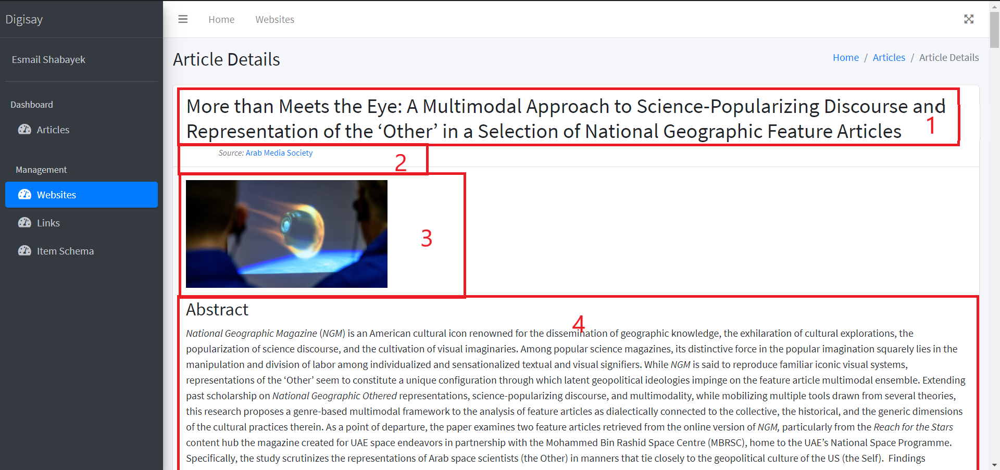 Digisay
Home
Websites
Esmail Shabayek
Dashboard
Articles
Management
Websites
Links
Item Schema
Article Details
Home / Articles / Article Details
More than Meets the Eye: A Multimodal Approach to Science-Popularizing Discourse and
Representation of the ‘Other’ in a Selection of National Geographic Feature Articles
1
Source: Arab Media Society
2
3
Abstract
4
National Geographic Magazine (NGM) is an American cultural icon renowned for the dissemination of geographic knowledge, the exhilaration of cultural explorations, the
popularization of science discourse, and the cultivation of visual imaginaries. Among popular science magazines, its distinctive force in the popular imagination squarely lies in the
manipulation and division of labor among individualized and sensationalized textual and visual signifiers. While NGM is said to reproduce familiar iconic visual systems,
representations of the ‘Other’ seem to constitute a unique configuration through which latent geopolitical ideologies impinge on the feature article multimodal ensemble. Extending
past scholarship on National Geographic Othered representations, science-popularizing discourse, and multimodality, while mobilizing multiple tools drawn from several theories,
this research proposes a genre-based multimodal framework to the analysis of feature articles as dialectically connected to the collective, the historical, and the generic dimensions
of the cultural practices therein. As a point of departure, the paper examines two feature articles retrieved from the online version of NGM, particularly from the Reach for the Stars
content hub the magazine created for UAE space endeavors in partnership with the Mohammed Bin Rashid Space Centre (MBRSC), home to the UAE’s National Space Programme.
Specifically, the study scrutinizes the representations of Arab space scientists (the Other) in manners that tie closely to the geopolitical culture of the US (the Self). Findings